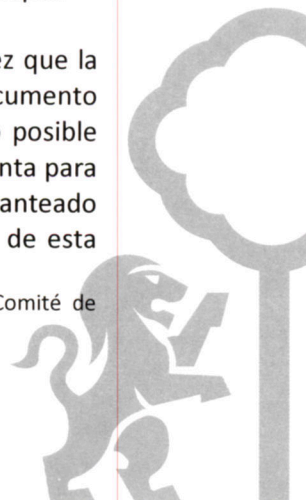 ez que la
cumento
posible
nta para
anteado
de esta
Comité de